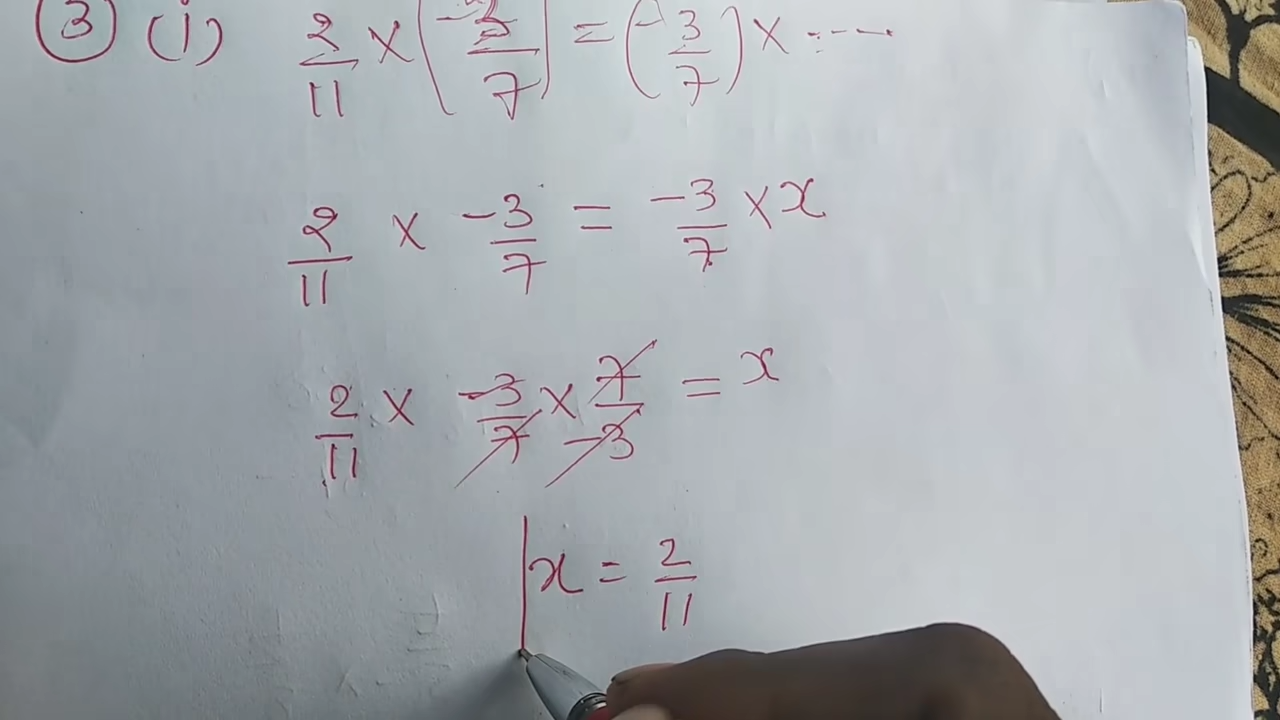 ③ (i) 2/11 × (-3/7) = (-3/7) × ----
2/11 × -3/7 = -3/7 × x
2/11 × -3/7 × 7/-3 = x
x = 2/11